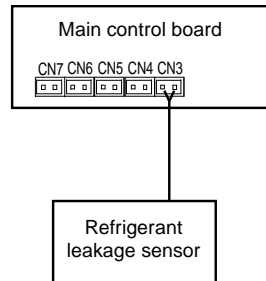 Main control board
CN7 CN6 CN5 CN4 CN3
Refrigerant
leakage sensor